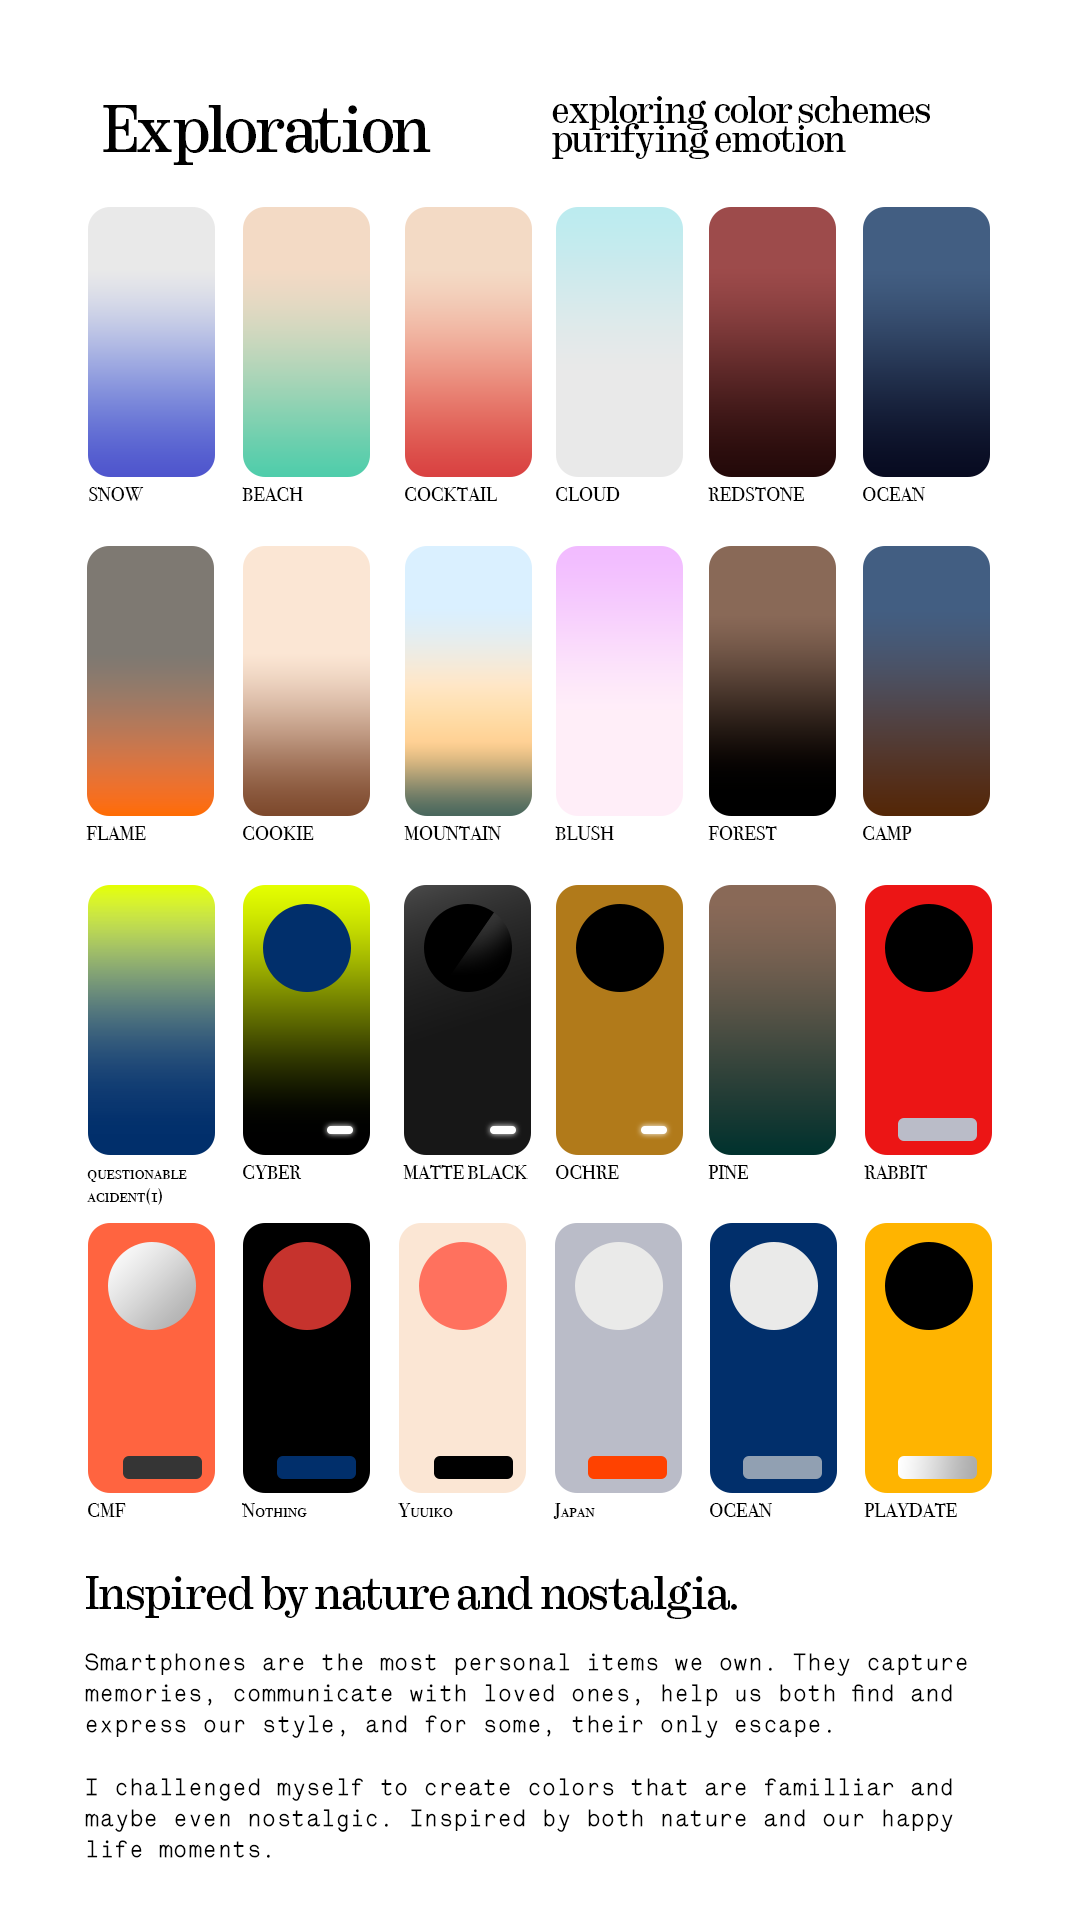 Exploration
exploring color schemes
purifying emotion
SNOW
BEACH
COCKTAIL
CLOUD
REDSTONE
OCEAN
FLAME
COOKIE
MOUNTAIN
BLUSH
FOREST
CAMP
QUESTIONABLE
ACIDENT(1)
CYBER
MATTE BLACK
OCHRE
PINE
RABBIT
CMF
Nothing
Yuuiko
Japan
OCEAN
PLAYDATE
Inspired by nature and nostalgia.
Smartphones are the most personal items we own. They capture
memories, communicate with loved ones, help us both find and
express our style, and for some, their only escape.
I challenged myself to create colors that are familliar and
maybe even nostalgic. Inspired by both nature and our happy
life moments.